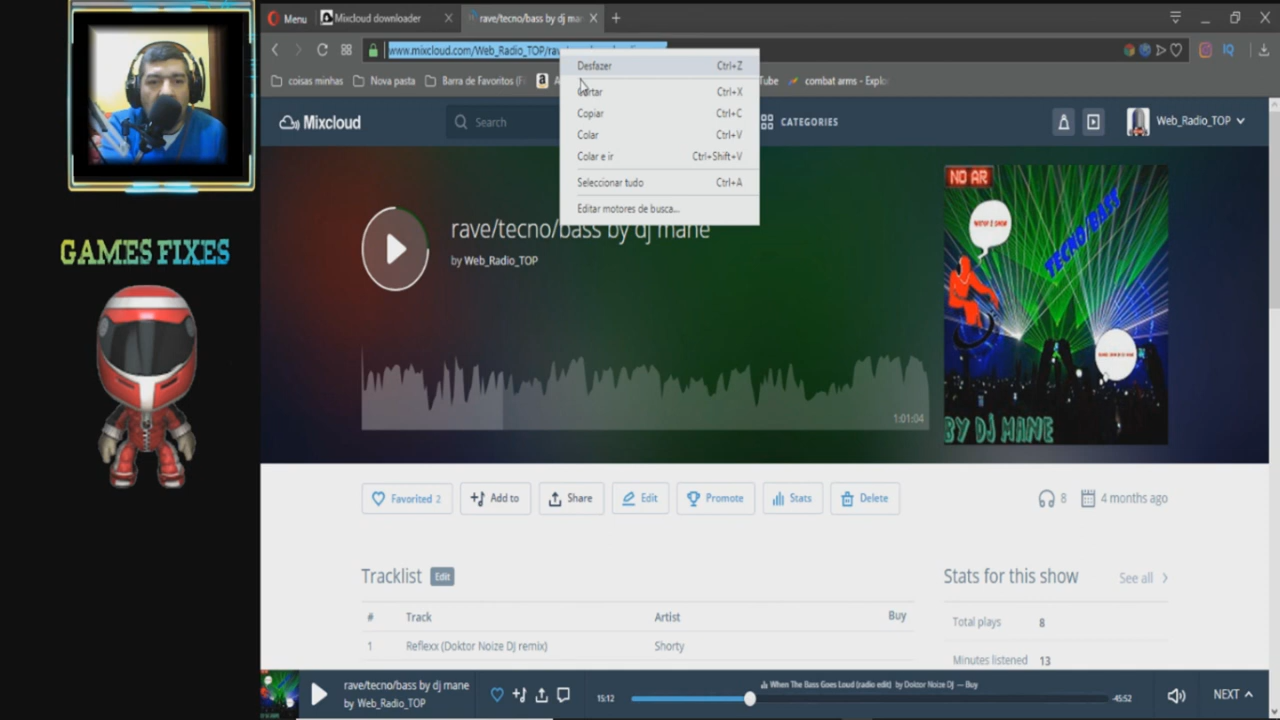 Menu
Mixcloud downloader
rave/tecno/bass by dj man
www.mixcloud.com/Web_Radio_TOP/rav
coisas minhas
Nova pasta
Barra de Favoritos (F
a
Tube
combat arms - Explo
IQ
Desfazer Ctrl+Z
Cortar Ctrl+X
Copiar Ctrl+C
Colar Ctrl+V
Colar e ir Ctrl+Shift+V
Seleccionar tudo Ctrl+A
Editar motores de busca...
Mixcloud
Search
CATEGORIES
Web_Radio_TOP
rave/tecno/bass by dj mane
by Web_Radio_TOP
1:01:04
NO AR
TECNO/BASS
BY DJ MANE
GAMES FIXES
Favorited 2
Add to
Share
Edit
Promote
Stats
Delete
8
4 months ago
Tracklist Edit
# Track Artist Buy
1 Reflexx (Doktor Noize DJ remix) Shorty
Stats for this show See all
Total plays 8
Minutes listened 13
rave/tecno/bass by dj mane
by Web_Radio_TOP
15:12
When The Bass Goes Loud (radio edit) by Doktor Noize DJ — Buy
-45:52
NEXT